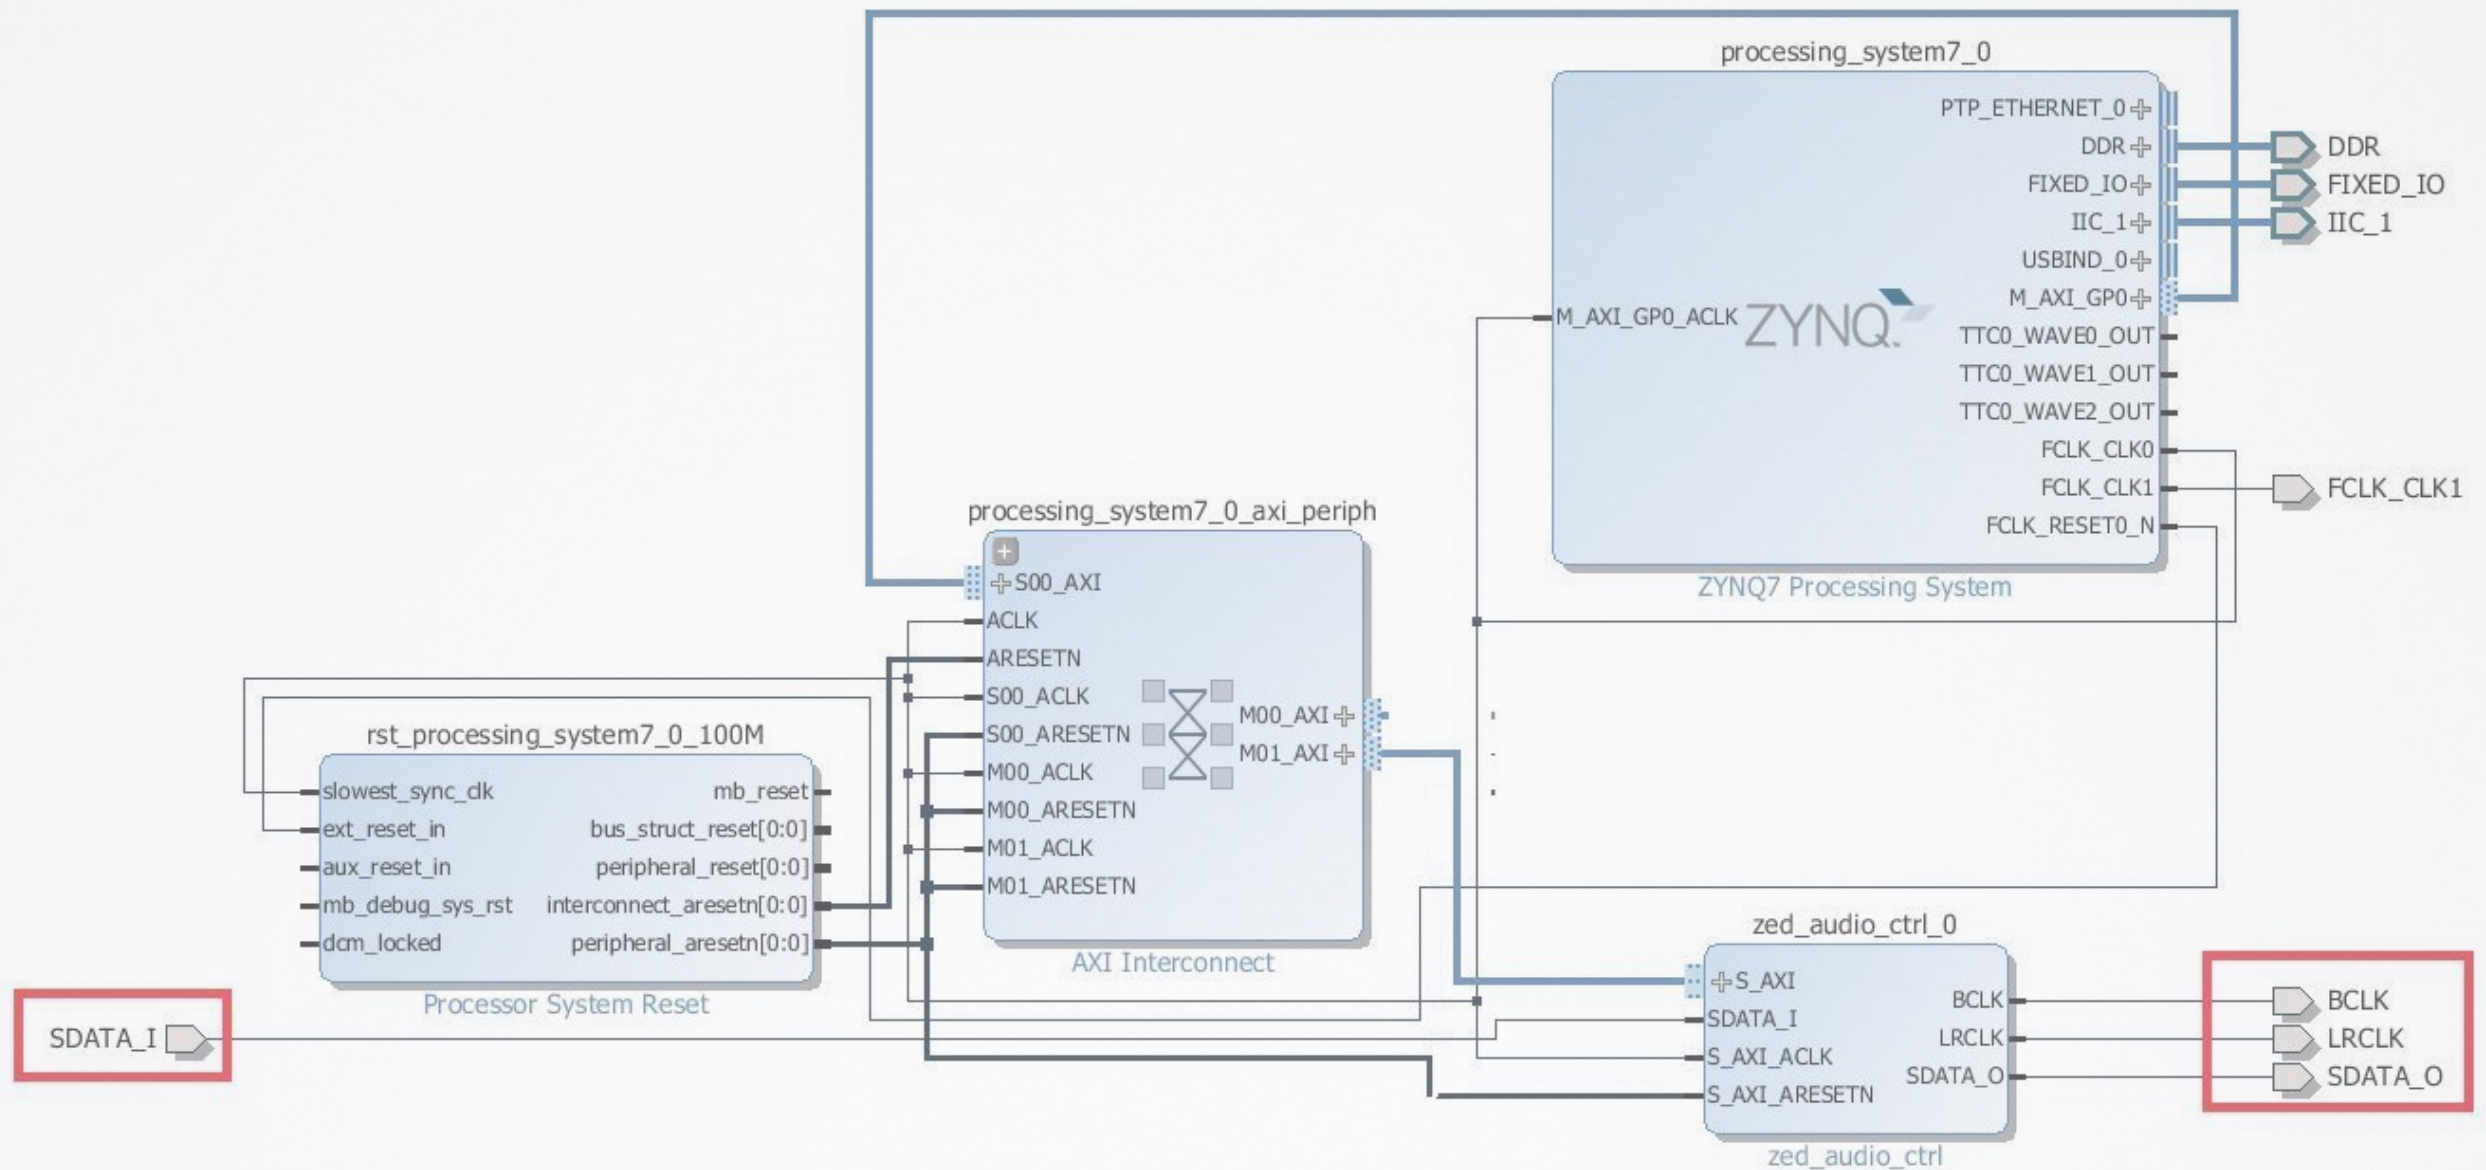 processing_system7_0
PTP_ETHERNET_0
DDR
FIXED_IO
IIC_1
USBIND_0
M_AXI_GP0
TTC0_WAVE0_OUT
TTC0_WAVE1_OUT
TTC0_WAVE2_OUT
FCLK_CLK0
FCLK_CLK1
FCLK_RESET0_N
M_AXI_GP0_ACLK
ZYNQ
ZYNQ7 Processing System
DDR
FIXED_IO
IIC_1
FCLK_CLK1
processing_system7_0_axi_periph
S00_AXI
ACLK
ARESETN
S00_ACLK
S00_ARESETN
M00_ACLK
M00_ARESETN
M01_ACLK
M01_ARESETN
M00_AXI
M01_AXI
AXI Interconnect
rst_processing_system7_0_100M
slowest_sync_clk
ext_reset_in
aux_reset_in
mb_debug_sys_rst
dcm_locked
mb_reset
bus_struct_reset[0:0]
peripheral_reset[0:0]
interconnect_aresetn[0:0]
peripheral_aresetn[0:0]
Processor System Reset
SDATA_I
zed_audio_ctrl_0
S_AXI
SDATA_I
S_AXI_ACLK
S_AXI_ARESETN
BCLK
LRCLK
SDATA_O
zed_audio_ctrl
BCLK
LRCLK
SDATA_O